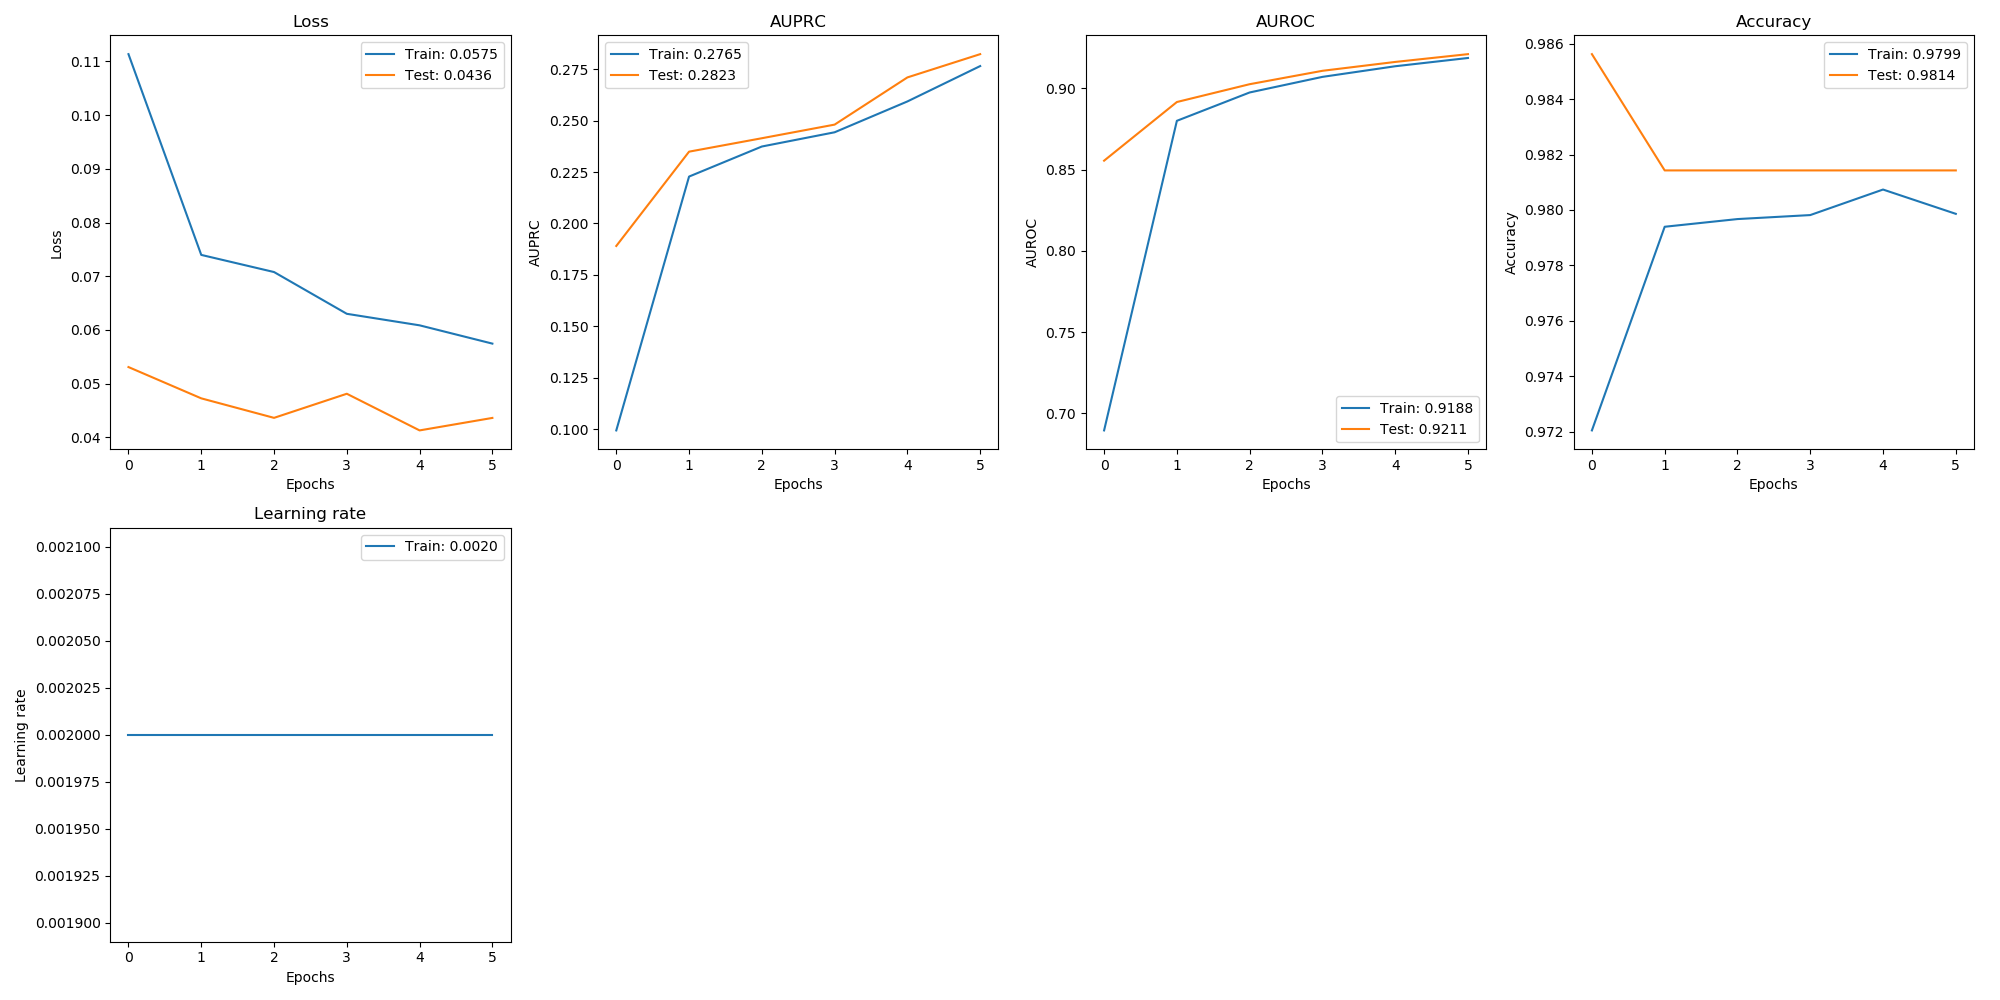 Loss
Train: 0.0575
Test: 0.0436
0.11
0.10
0.09
0.08
0.07
0.06
0.05
0.04
Loss
0 1 2 3 4 5
Epochs
AUPRC
Train: 0.2765
Test: 0.2823
0.275
0.250
0.225
0.200
0.175
0.150
0.125
0.100
AUPRC
0 1 2 3 4 5
Epochs
AUROC
0.90
0.85
0.80
0.75
0.70
AUROC
Train: 0.9188
Test: 0.9211
0 1 2 3 4 5
Epochs
Accuracy
Train: 0.9799
Test: 0.9814
0.986
0.984
0.982
0.980
0.978
0.976
0.974
0.972
Accuracy
0 1 2 3 4 5
Epochs
Learning rate
Train: 0.0020
0.002100
0.002075
0.002050
0.002025
0.002000
0.001975
0.001950
0.001925
0.001900
Learning rate
0 1 2 3 4 5
Epochs